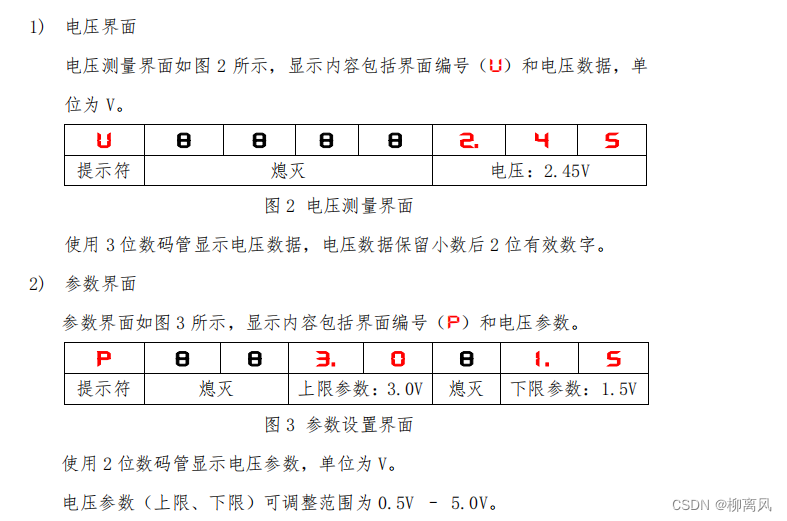 1) 电压界面
电压测量界面如图 2 所示，显示内容包括界面编号（U）和电压数据，单
位为 V。
U 8 8 8 8 2. 4 5
提示符 熄灭 电压：2.45V
图 2 电压测量界面
使用 3 位数码管显示电压数据，电压数据保留小数后 2 位有效数字。
2) 参数界面
参数界面如图 3 所示，显示内容包括界面编号（P）和电压参数。
P 8 8 3. 0 8 1. 5
提示符 熄灭 上限参数：3.0V 熄灭 下限参数：1.5V
图 3 参数设置界面
使用 2 位数码管显示电压参数，单位为 V。
电压参数（上限、下限）可调整范围为 0.5V – 5.0V。
CSDN @柳离风